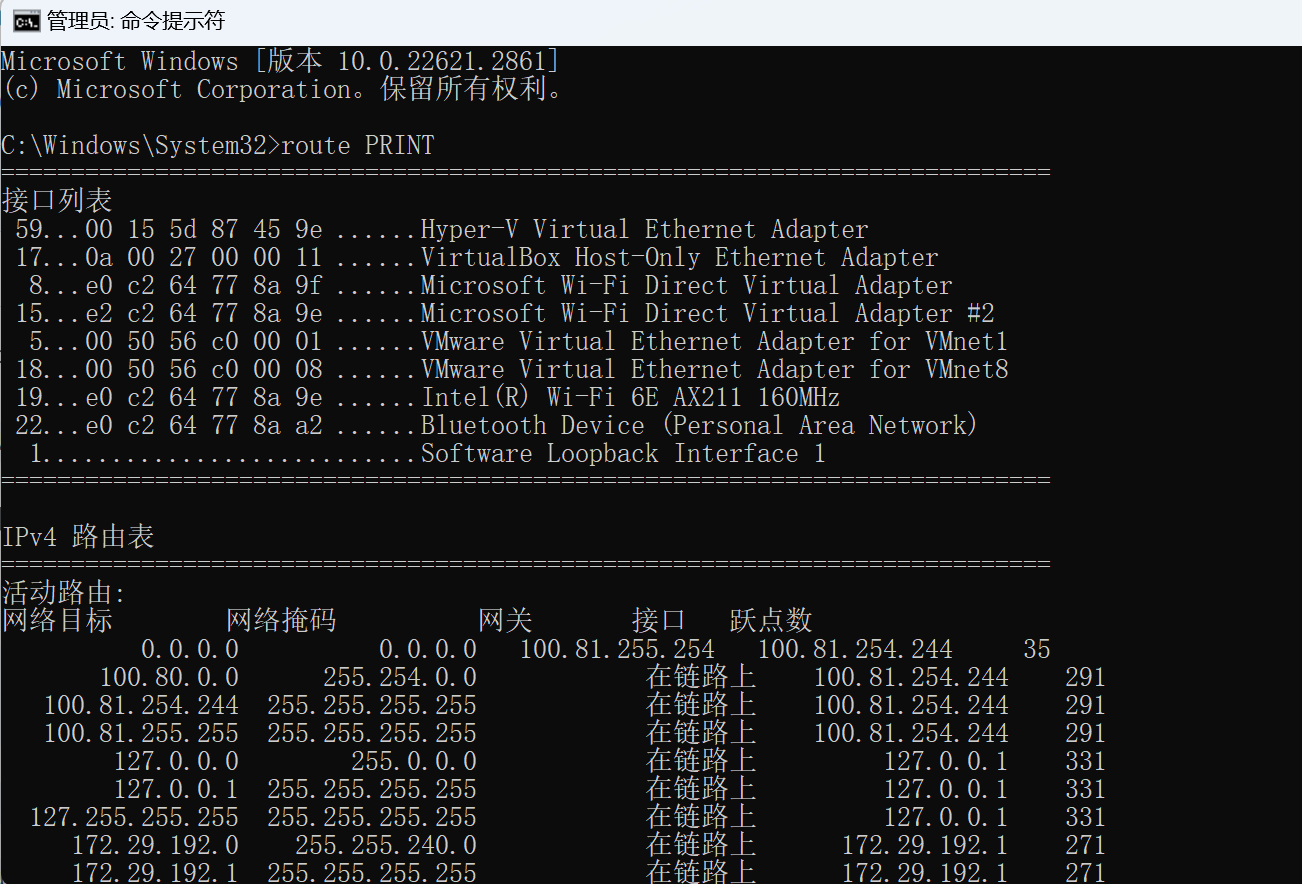 管理员: 命令提示符
Microsoft Windows [版本 10.0.22621.2861]
(c) Microsoft Corporation。保留所有权利。
C:\Windows\System32>route PRINT
===========================================================================
接口列表
 59...00 15 5d 87 45 9e ......Hyper-V Virtual Ethernet Adapter
 17...0a 00 27 00 00 11 ......VirtualBox Host-Only Ethernet Adapter
  8...e0 c2 64 77 8a 9f ......Microsoft Wi-Fi Direct Virtual Adapter
 15...e2 c2 64 77 8a 9e ......Microsoft Wi-Fi Direct Virtual Adapter #2
  5...00 50 56 c0 00 01 ......VMware Virtual Ethernet Adapter for VMnet1
 18...00 50 56 c0 00 08 ......VMware Virtual Ethernet Adapter for VMnet8
 19...e0 c2 64 77 8a 9e ......Intel(R) Wi-Fi 6E AX211 160MHz
 22...e0 c2 64 77 8a a2 ......Bluetooth Device (Personal Area Network)
  1...........................Software Loopback Interface 1
===========================================================================
IPv4 路由表
===========================================================================
活动路由:
网络目标        网络掩码          网关       接口   跃点数
          0.0.0.0          0.0.0.0   100.81.255.254   100.81.254.244     35
       100.80.0.0      255.254.0.0            在链路上    100.81.254.244    291
   100.81.254.244  255.255.255.255            在链路上    100.81.254.244    291
   100.81.255.255  255.255.255.255            在链路上    100.81.254.244    291
        127.0.0.0        255.0.0.0            在链路上         127.0.0.1    331
        127.0.0.1  255.255.255.255            在链路上         127.0.0.1    331
  127.255.255.255  255.255.255.255            在链路上         127.0.0.1    331
     172.29.192.0    255.255.240.0            在链路上      172.29.192.1    271
     172.29.192.1  255.255.255.255            在链路上      172.29.192.1    271